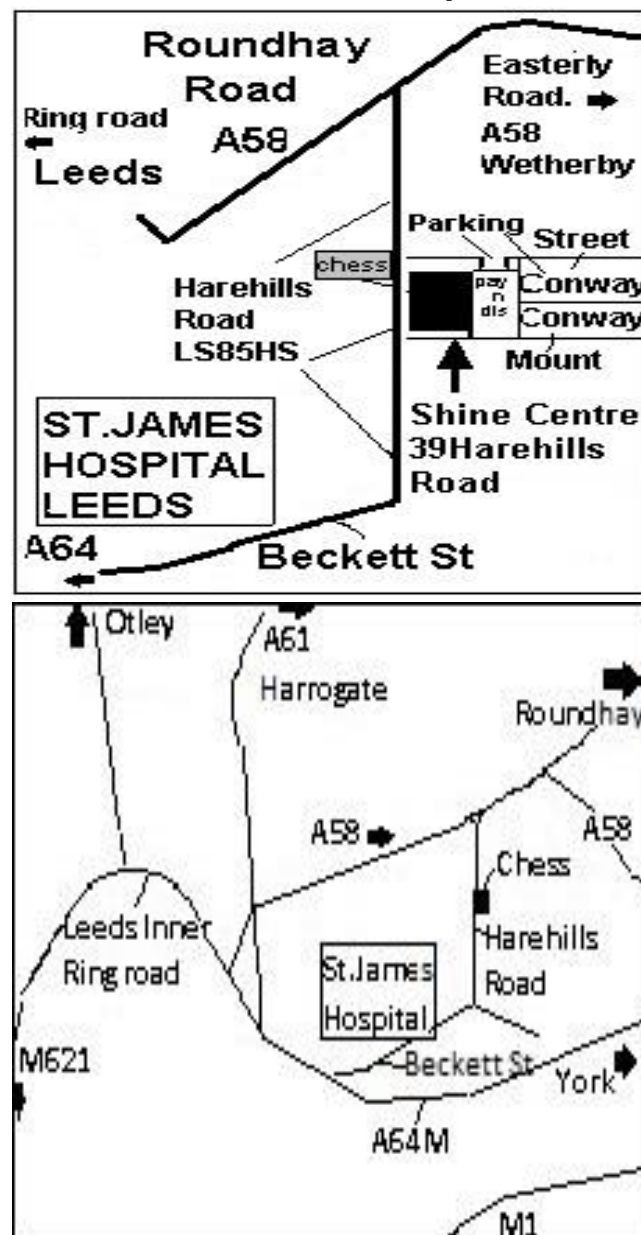 Roundhay
Road
A58
Ring road
Leeds
Easterly
Road.
A58
Wetherby
Parking
Street
chess
pay
n
dis
Conway
Conway
Mount
Harehills
Road
LS85HS
Shine Centre
39Harehills
Road
ST.JAMES
HOSPITAL
LEEDS
A64
Beckett St
Otley
A61
Harrogate
Roundhay
A58
A58
Chess
Leeds Inner
Ring road
Harehills
Road
St.James
Hospital
M621
Beckett St
York
A64M
M1